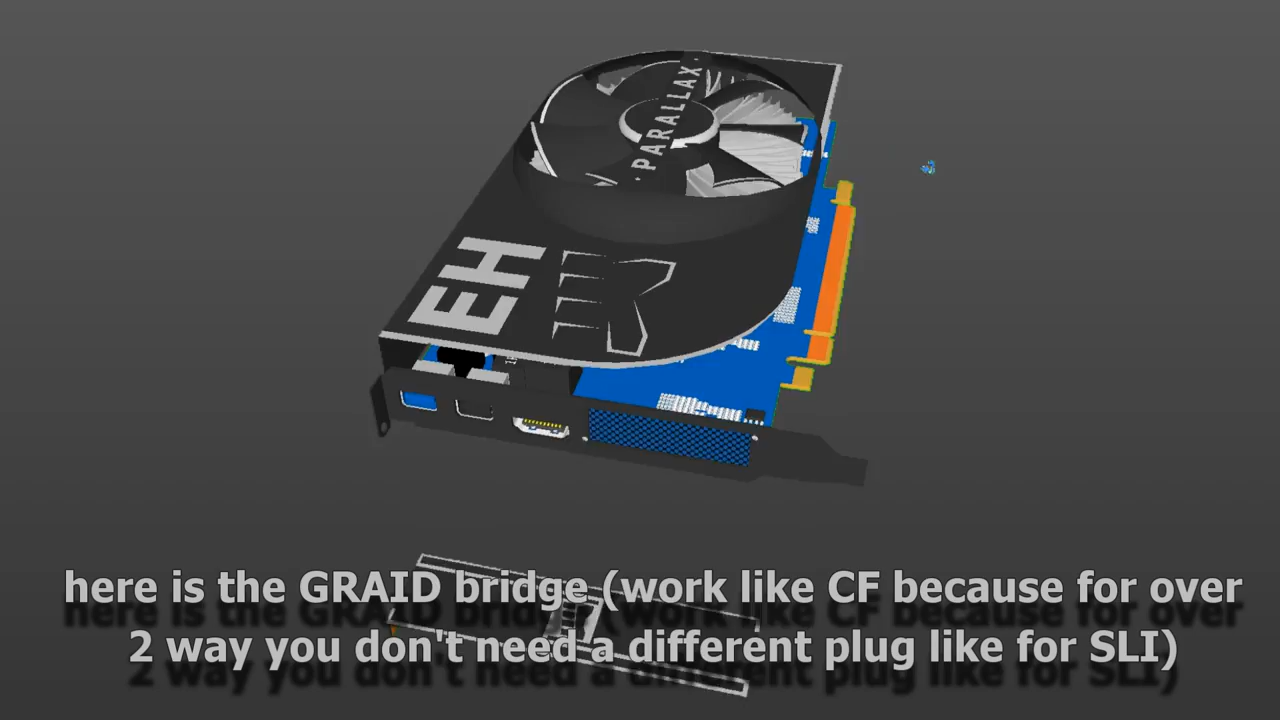 · PARALLAX ·
EH
here is the GRAID bridge (work like CF because for over
2 way you don't need a different plug like for SLI)